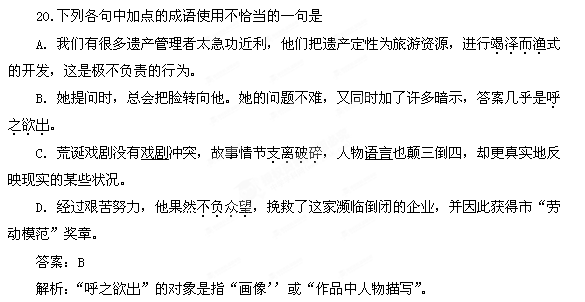 20.下列各句中加点的成语使用不恰当的一句是
A. 我们有很多遗产管理者太急功近利，他们把遗产定性为旅游资源，进行竭泽而渔式
的开发，这是极不负责的行为。
B. 她提问时，总会把脸转向他。她的问题不难，又同时加了许多暗示，答案几乎是呼
之欲出。
C. 荒诞戏剧没有戏剧冲突，故事情节支离破碎，人物语言也颠三倒四，却更真实地反
映现实的某些状况。
D. 经过艰苦努力，他果然不负众望，挽救了这家濒临倒闭的企业，并因此获得市“劳
动模范”奖章。
答案：B
解析：“呼之欲出”的对象是指“画像’’或“作品中人物描写”。